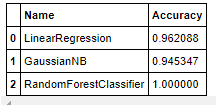 Name Accuracy
0 LinearRegression 0.962088
1 GaussianNB 0.945347
2 RandomForestClassifier 1.000000